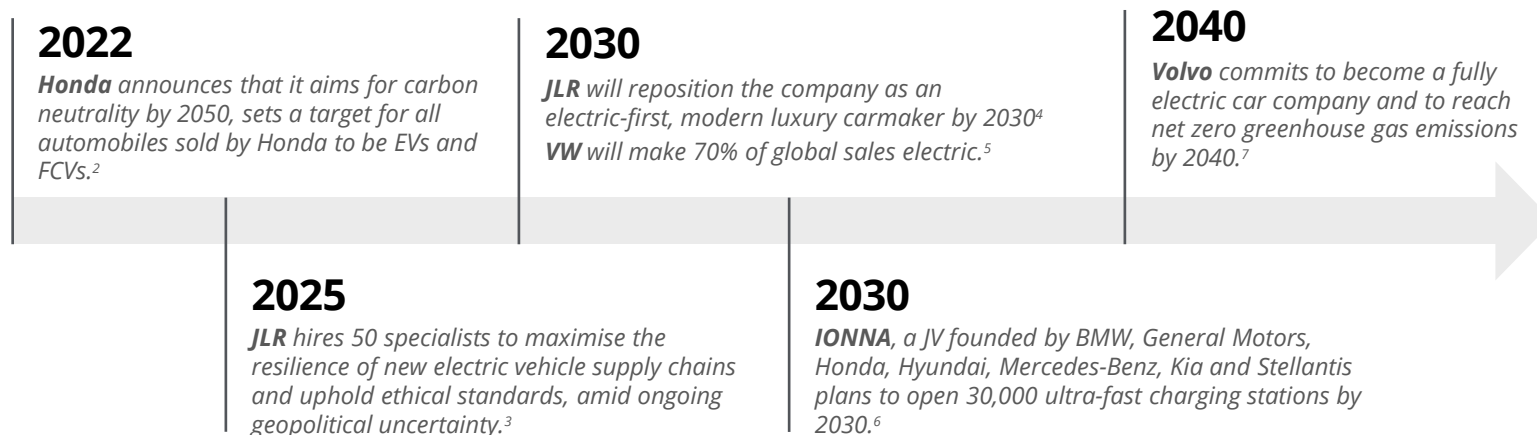 2022
Honda announces that it aims for carbon
neutrality by 2050, sets a target for all
automobiles sold by Honda to be EVs and
FCVs.²
2025
JLR hires 50 specialists to maximise the
resilience of new electric vehicle supply chains
and uphold ethical standards, amid ongoing
geopolitical uncertainty.³
2030
JLR will reposition the company as an
electric-first, modern luxury carmaker by 2030⁴
VW will make 70% of global sales electric.⁵
2030
IONNA, a JV founded by BMW, General Motors,
Honda, Hyundai, Mercedes-Benz, Kia and Stellantis
plans to open 30,000 ultra-fast charging stations by
2030.⁶
2040
Volvo commits to become a fully
electric car company and to reach
net zero greenhouse gas emissions
by 2040.⁷